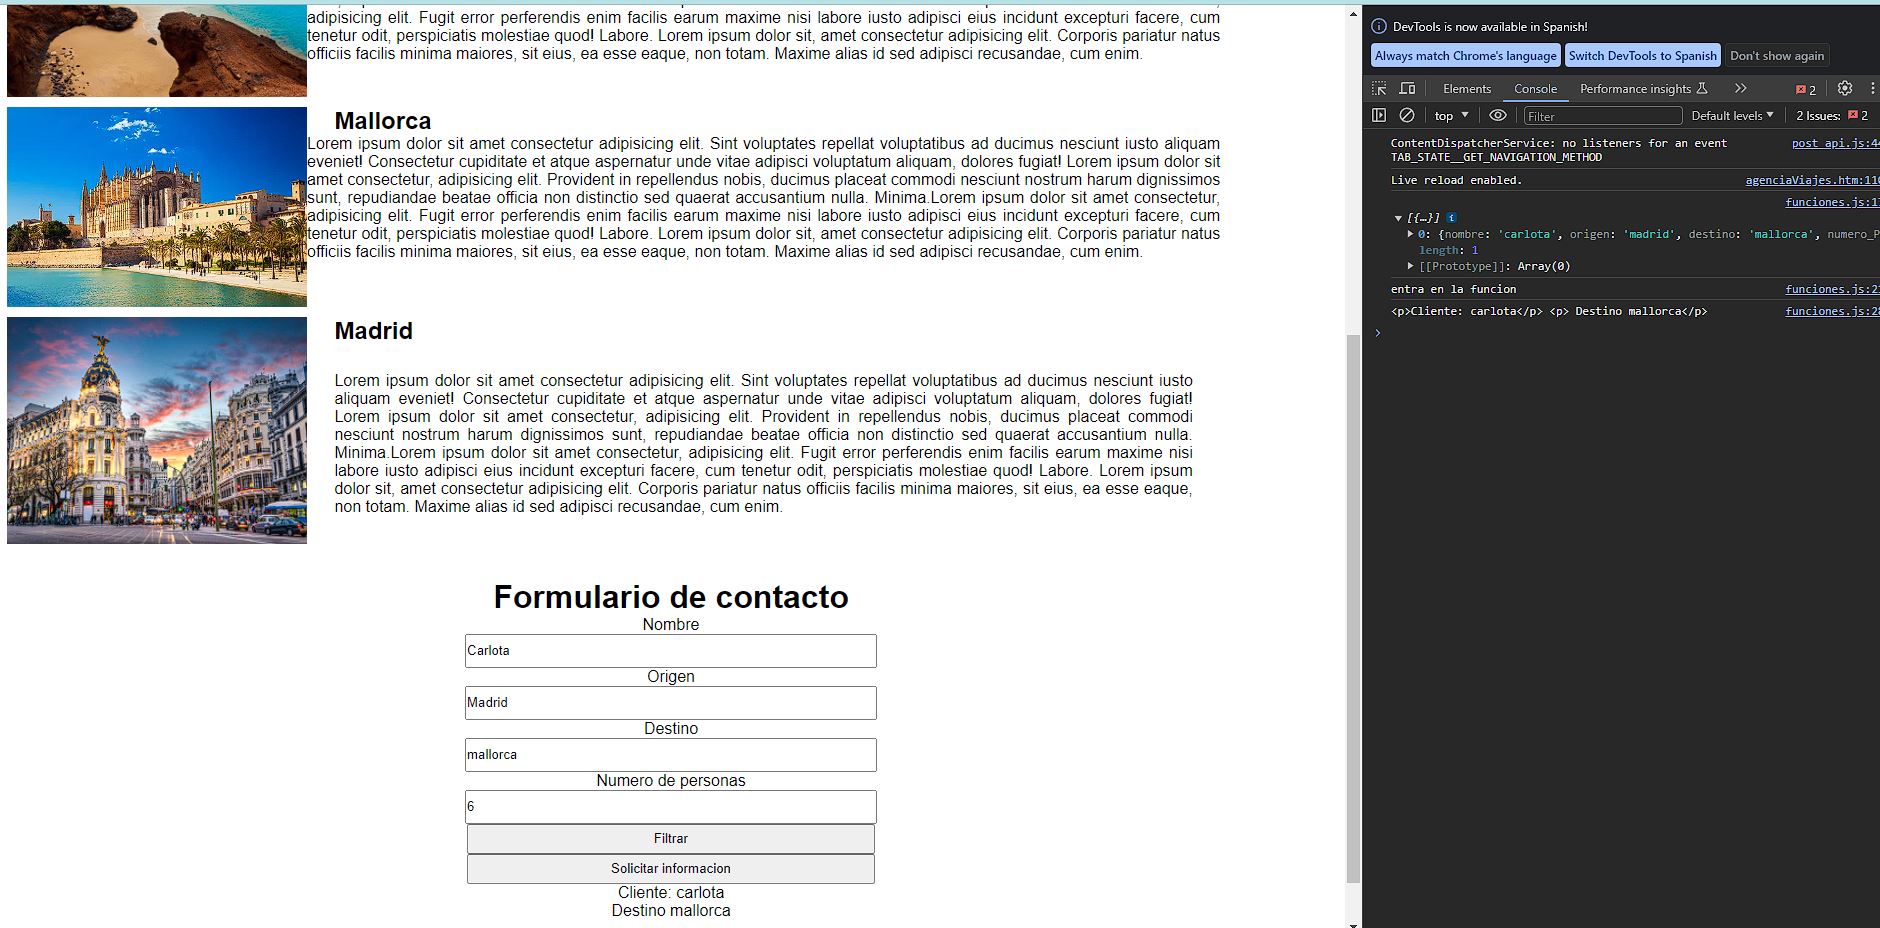 adipisicing elit. Fugit error perferendis enim facilis earum maxime nisi labore iusto adipisci eius incidunt excepturi facere, cum
tenetur odit, perspiciatis molestiae quod! Labore. Lorem ipsum dolor sit, amet consectetur adipisicing elit. Corporis pariatur natus
officiis facilis minima maiores, sit eius, ea esse eaque, non totam. Maxime alias id sed adipisci recusandae, cum enim.
Mallorca
Lorem ipsum dolor sit amet consectetur adipisicing elit. Sint voluptates repellat voluptatibus ad ducimus nesciunt iusto aliquam
eveniet! Consectetur cupiditate et atque aspernatur unde vitae adipisci voluptatum aliquam, dolores fugiat! Lorem ipsum dolor sit
amet consectetur, adipisicing elit. Provident in repellendus nobis, ducimus placeat commodi nesciunt nostrum harum dignissimos
sunt, repudiandae beatae officia non distinctio sed quaerat accusantium nulla. Minima.Lorem ipsum dolor sit amet consectetur,
adipisicing elit. Fugit error perferendis enim facilis earum maxime nisi labore iusto adipisci eius incidunt excepturi facere, cum
tenetur odit, perspiciatis molestiae quod! Labore. Lorem ipsum dolor sit, amet consectetur adipisicing elit. Corporis pariatur natus
officiis facilis minima maiores, sit eius, ea esse eaque, non totam. Maxime alias id sed adipisci recusandae, cum enim.
Madrid
Lorem ipsum dolor sit amet consectetur adipisicing elit. Sint voluptates repellat voluptatibus ad ducimus nesciunt iusto
aliquam eveniet! Consectetur cupiditate et atque aspernatur unde vitae adipisci voluptatum aliquam, dolores fugiat!
Lorem ipsum dolor sit amet consectetur, adipisicing elit. Provident in repellendus nobis, ducimus placeat commodi
nesciunt nostrum harum dignissimos sunt, repudiandae beatae officia non distinctio sed quaerat accusantium nulla.
Minima.Lorem ipsum dolor sit amet consectetur, adipisicing elit. Fugit error perferendis enim facilis earum maxime nisi
labore iusto adipisci eius incidunt excepturi facere, cum tenetur odit, perspiciatis molestiae quod! Labore. Lorem ipsum
dolor sit, amet consectetur adipisicing elit. Corporis pariatur natus officiis facilis minima maiores, sit eius, ea esse eaque,
non totam. Maxime alias id sed adipisci recusandae, cum enim.
Formulario de contacto
Nombre
Carlota
Origen
Madrid
Destino
mallorca
Numero de personas
6
Filtrar
Solicitar informacion
Cliente: carlota
Destino mallorca
DevTools is now available in Spanish!
Always match Chrome's language Switch DevTools to Spanish Don't show again
Elements Console Performance insights 2
top Filter Default levels 2 Issues: 2
ContentDispatcherService: no listeners for an event post_api.js:44
TAB_STATE__GET_NAVIGATION_METHOD
Live reload enabled. agenciaViajes.htm:110
funciones.js:17
[{…}] i
0: {nombre: 'carlota', origen: 'madrid', destino: 'mallorca', numero_P
length: 1
[[Prototype]]: Array(0)
entra en la funcion funciones.js:21
<p>Cliente: carlota</p> <p> Destino mallorca</p> funciones.js:28